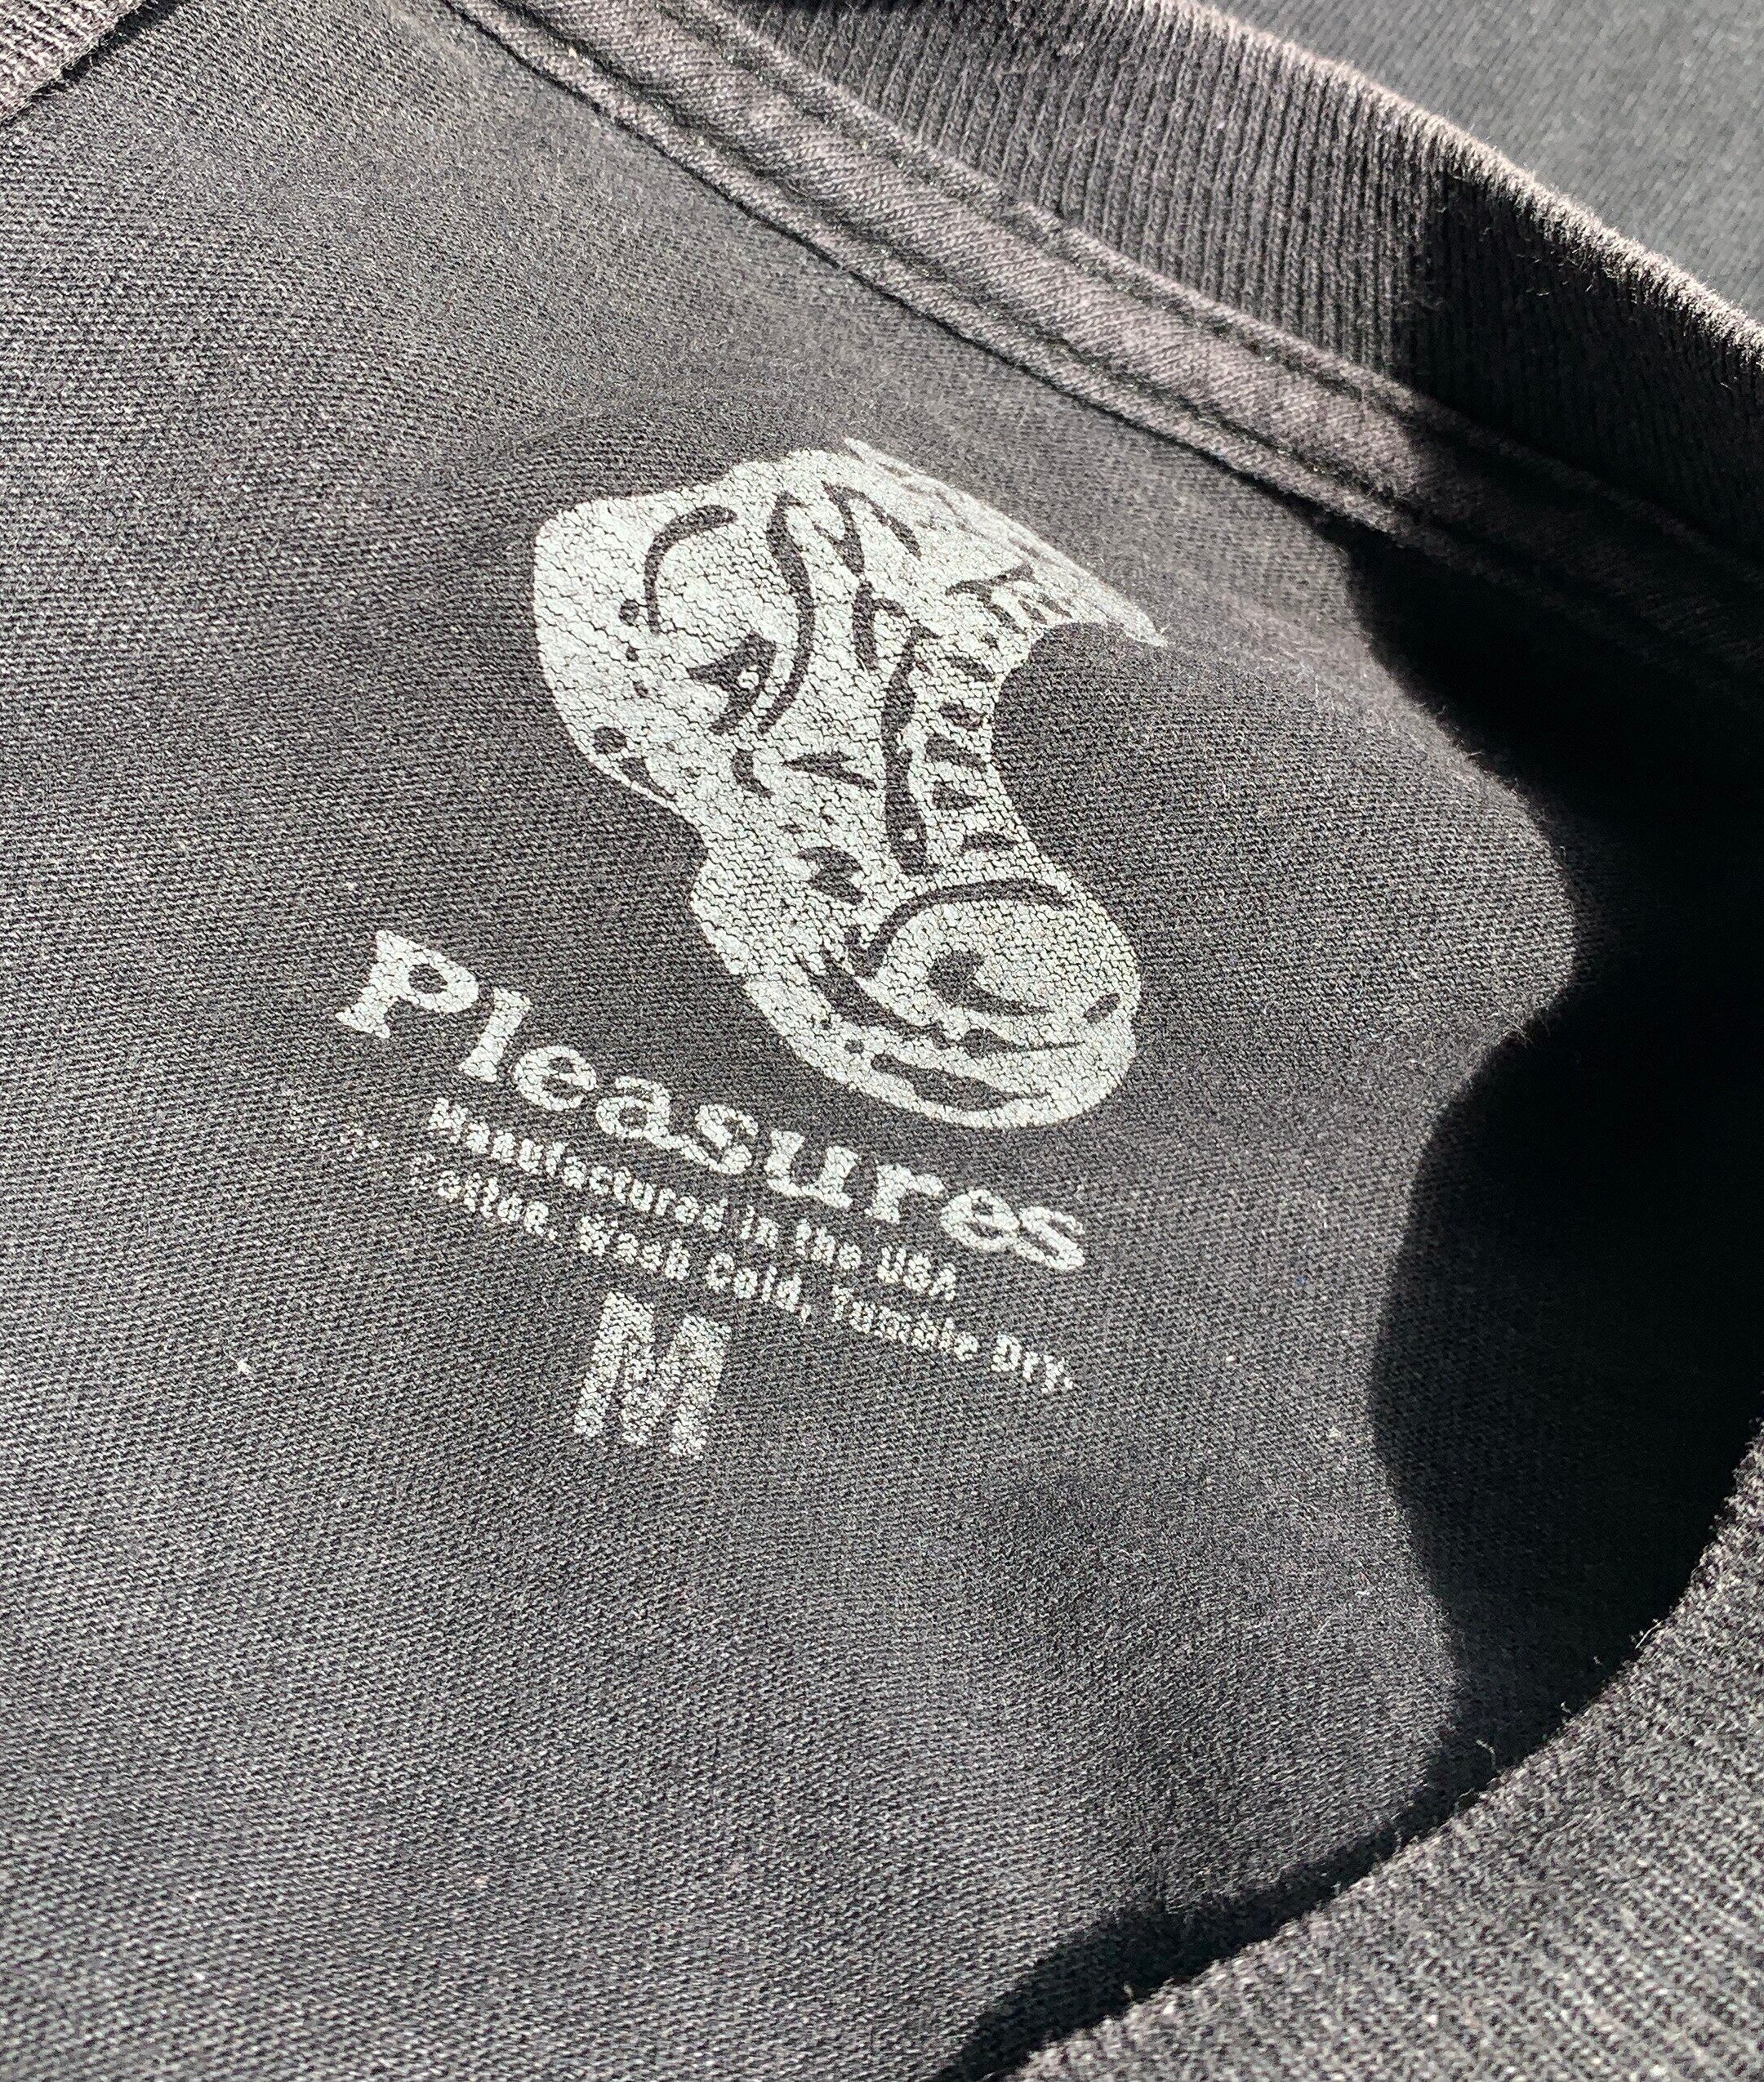 Pleasures
Manufactured in the USA
Cotton. Wash Cold, Tumble Dry.
M